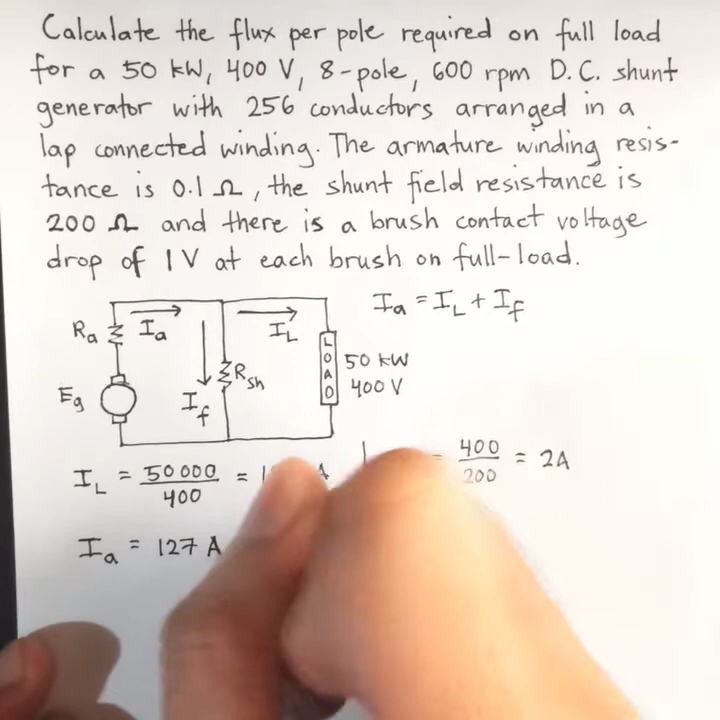 Calculate the flux per pole required on full load
for a 50 kW, 400 V, 8-pole, 600 rpm D.C. shunt
generator with 256 conductors arranged in a
lap connected winding. The armature winding resis-
tance is 0.1 Ω, the shunt field resistance is
200 Ω and there is a brush contact voltage
drop of 1V at each brush on full-load.
Ia = IL + If
Ra Ia IL
Rsh LOAD 50 kW
Eg If 400 V
IL = 50 000 / 400 = A
= 400 / 200 = 2A
Ia = 127 A